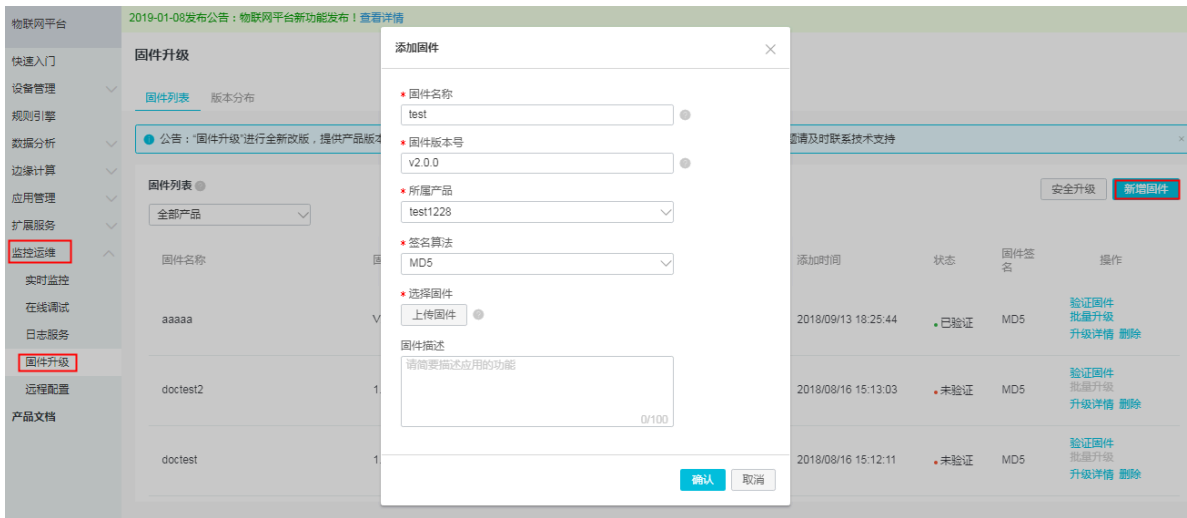 物联网平台
2019-01-08发布公告：物联网平台新功能发布！查看详情
快速入门
设备管理
规则引擎
数据分析
边缘计算
应用管理
扩展服务
监控运维
实时监控
在线调试
日志服务
固件升级
远程配置
产品文档
固件升级
固件列表 版本分布
公告：“固件升级”进行全新改版，提供产品版本
请及时联系技术支持
固件列表
安全升级 新增固件
全部产品
固件名称 添加时间 状态 固件签名 操作
aaaaa V 2018/09/13 18:25:44 已验证 MD5 验证固件
批量升级
升级详情 删除
doctest2 1. 2018/08/16 15:13:03 未验证 MD5 验证固件
批量升级
升级详情 删除
doctest 1. 2018/08/16 15:12:11 未验证 MD5 验证固件
批量升级
升级详情 删除
添加固件
* 固件名称
test
* 固件版本号
v2.0.0
* 所属产品
test1228
* 签名算法
MD5
* 选择固件
上传固件
固件描述
请简要描述应用的功能
0/100
确认 取消